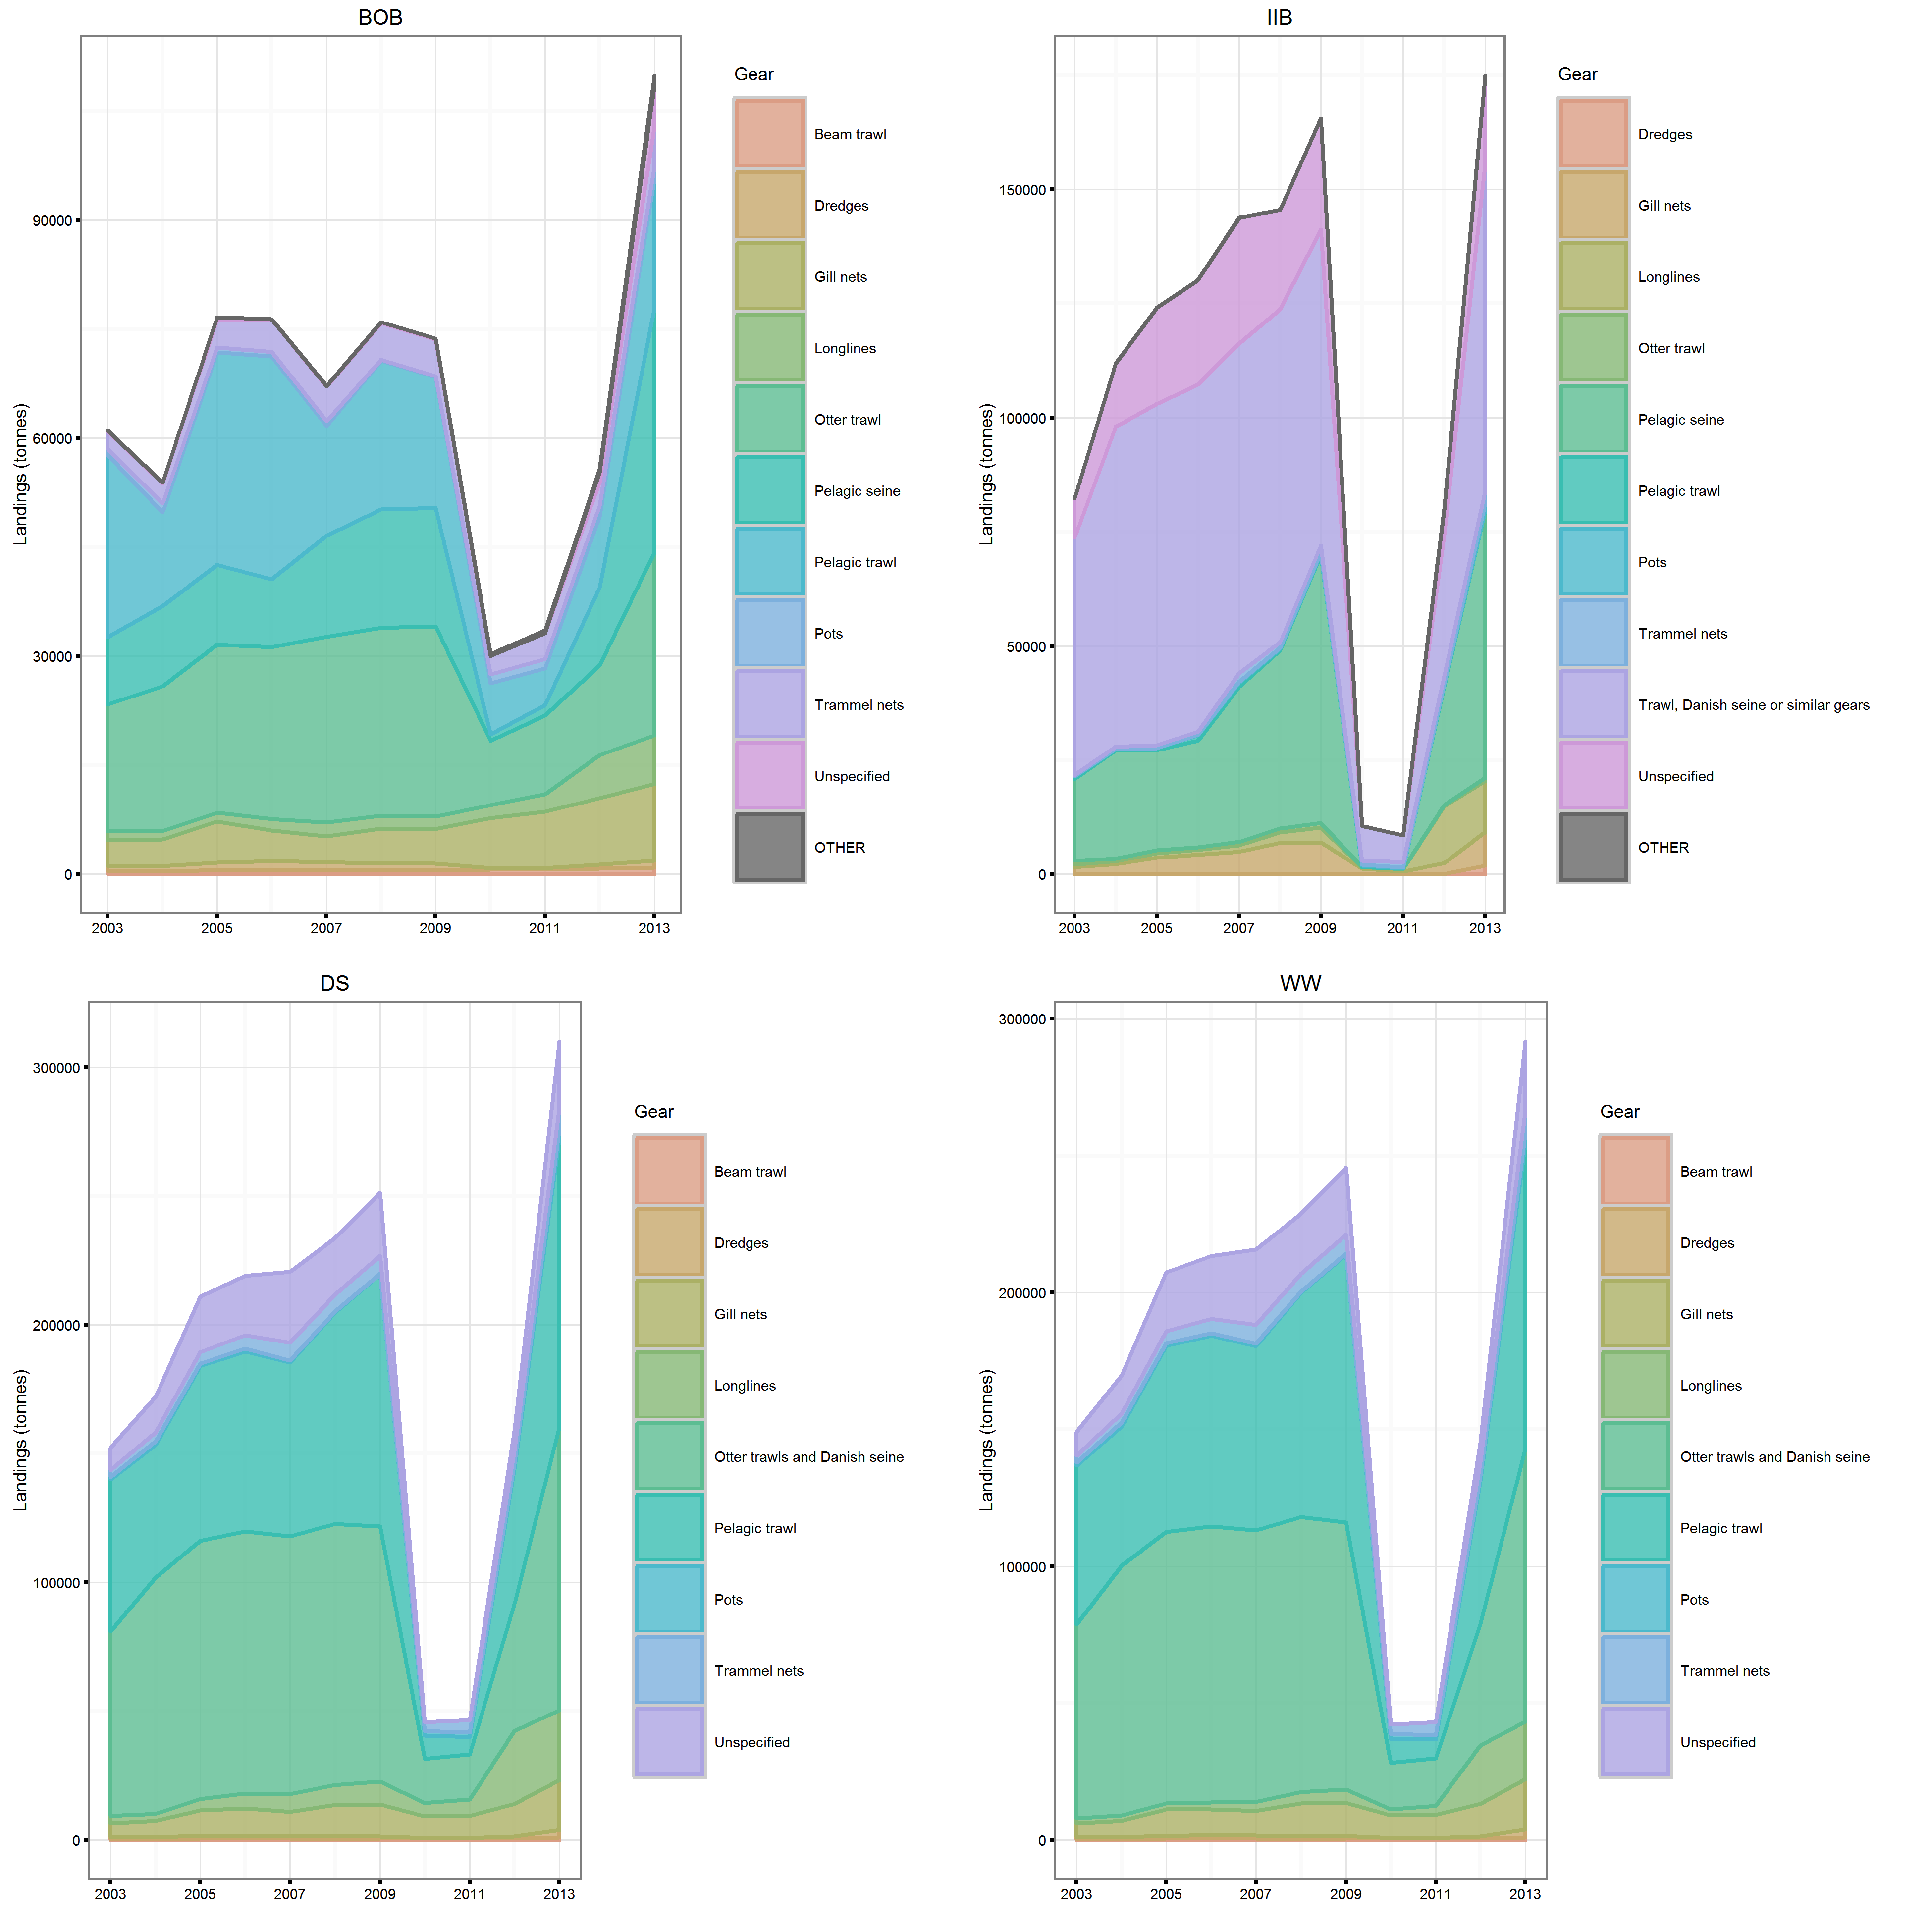 BOB
Landings (tonnes)
90000
60000
30000
0
2003
2005
2007
2009
2011
2013
Gear
Beam trawl
Dredges
Gill nets
Longlines
Otter trawl
Pelagic seine
Pelagic trawl
Pots
Trammel nets
Unspecified
OTHER
IIB
Landings (tonnes)
150000
100000
50000
0
2003
2005
2007
2009
2011
2013
Gear
Dredges
Gill nets
Longlines
Otter trawl
Pelagic seine
Pelagic trawl
Pots
Trammel nets
Trawl, Danish seine or similar gears
Unspecified
OTHER
DS
Landings (tonnes)
300000
200000
100000
0
2003
2005
2007
2009
2011
2013
Gear
Beam trawl
Dredges
Gill nets
Longlines
Otter trawls and Danish seine
Pelagic trawl
Pots
Trammel nets
Unspecified
WW
Landings (tonnes)
300000
200000
100000
0
2003
2005
2007
2009
2011
2013
Gear
Beam trawl
Dredges
Gill nets
Longlines
Otter trawls and Danish seine
Pelagic trawl
Pots
Trammel nets
Unspecified